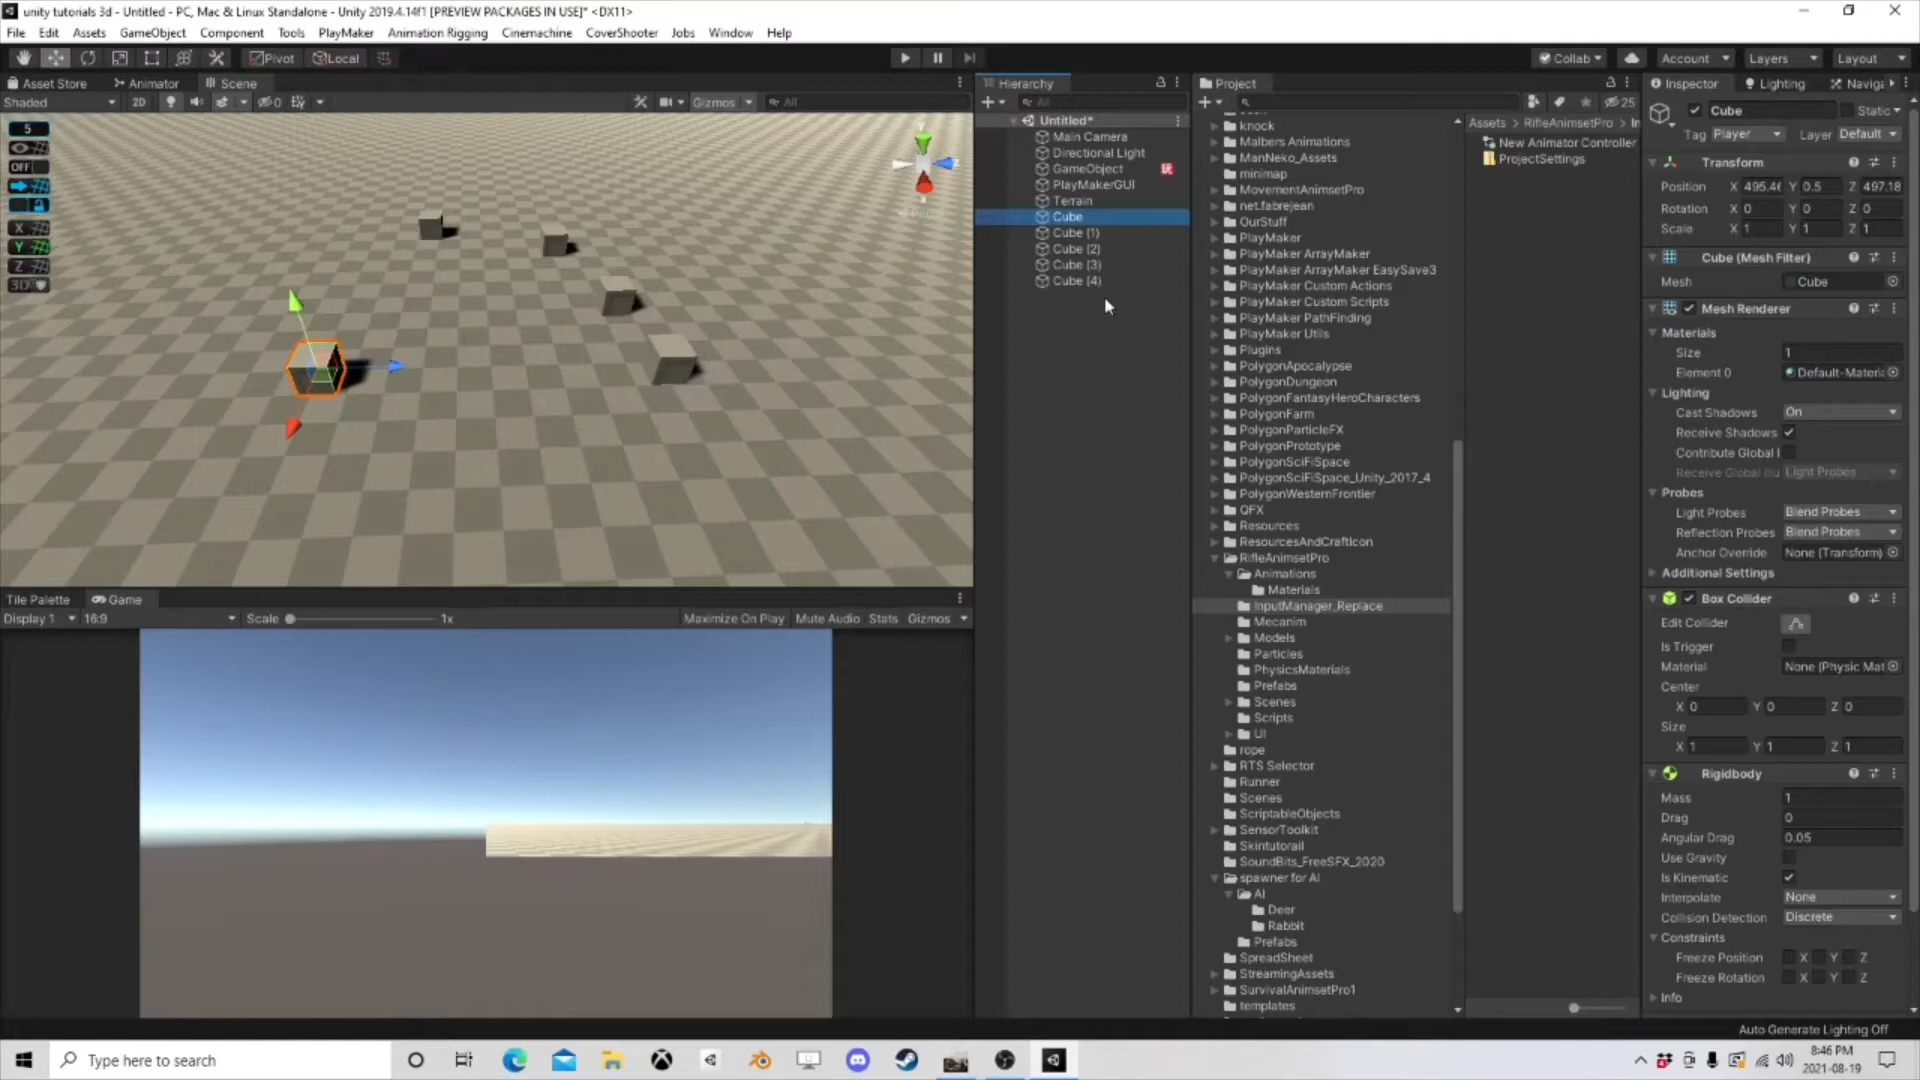 unity tutorials 3d - Untitled - PC, Mac & Linux Standalone - Unity 2019.4.14f1 [PREVIEW PACKAGES IN USE]* <DX11>
File Edit Assets GameObject Component Tools PlayMaker Animation Rigging Cinemachine CoverShooter Jobs Window Help
Pivot Local Collab Account Layers Layout
Asset Store Animator Scene
Shaded 2D 0 Gizmos All
5
OFF
X
Y
Z
3D
Hierarchy
All
Untitled*
Main Camera
Directional Light
GameObject
PlayMakerGUI
Terrain
Cube
Cube (1)
Cube (2)
Cube (3)
Cube (4)
Project
25
knock
Malbers Animations
ManNeko_Assets
minimap
MovementAnimsetPro
net.fabrejean
OurStuff
PlayMaker
PlayMaker ArrayMaker
PlayMaker ArrayMaker EasySave3
PlayMaker Custom Actions
PlayMaker Custom Scripts
PlayMaker PathFinding
PlayMaker Utils
Plugins
PolygonApocalypse
PolygonDungeon
PolygonFantasyHeroCharacters
PolygonFarm
PolygonParticleFX
PolygonPrototype
PolygonSciFiSpace
PolygonSciFiSpace_Unity_2017_4
PolygonWesternFrontier
QFX
Resources
ResourcesAndCraftIcon
RifleAnimsetPro
Animations
Materials
InputManager_Replace
Mecanim
Models
Particles
PhysicsMaterials
Prefabs
Scenes
Scripts
UI
rope
RTS Selector
Runner
Scenes
ScriptableObjects
SensorToolkit
Skintutorail
SoundBits_FreeSFX_2020
spawner for AI
AI
Deer
Rabbit
Prefabs
SpreadSheet
StreamingAssets
SurvivalAnimsetPro1
templates
Assets > RifleAnimsetPro > In
New Animator Controller
ProjectSettings
Inspector Lighting Naviga
Cube Static
Tag Player Layer Default
Transform
Position X 495.46 Y 0.5 Z 497.18
Rotation X 0 Y 0 Z 0
Scale X 1 Y 1 Z 1
Cube (Mesh Filter)
Mesh Cube
Mesh Renderer
Materials
Size 1
Element 0 Default-Materia
Lighting
Cast Shadows On
Receive Shadows
Contribute Global I
Receive Global Illu Light Probes
Probes
Light Probes Blend Probes
Reflection Probes Blend Probes
Anchor Override None (Transform)
Additional Settings
Box Collider
Edit Collider
Is Trigger
Material None (Physic Mat
Center
X 0 Y 0 Z 0
Size
X 1 Y 1 Z 1
Rigidbody
Mass 1
Drag 0
Angular Drag 0.05
Use Gravity
Is Kinematic
Interpolate None
Collision Detection Discrete
Constraints
Freeze Position X Y Z
Freeze Rotation X Y Z
Info
Tile Palette Game
Display 1 16:9 Scale 1x Maximize On Play Mute Audio Stats Gizmos
Auto Generate Lighting Off
Type here to search
8:46 PM
2021-08-19